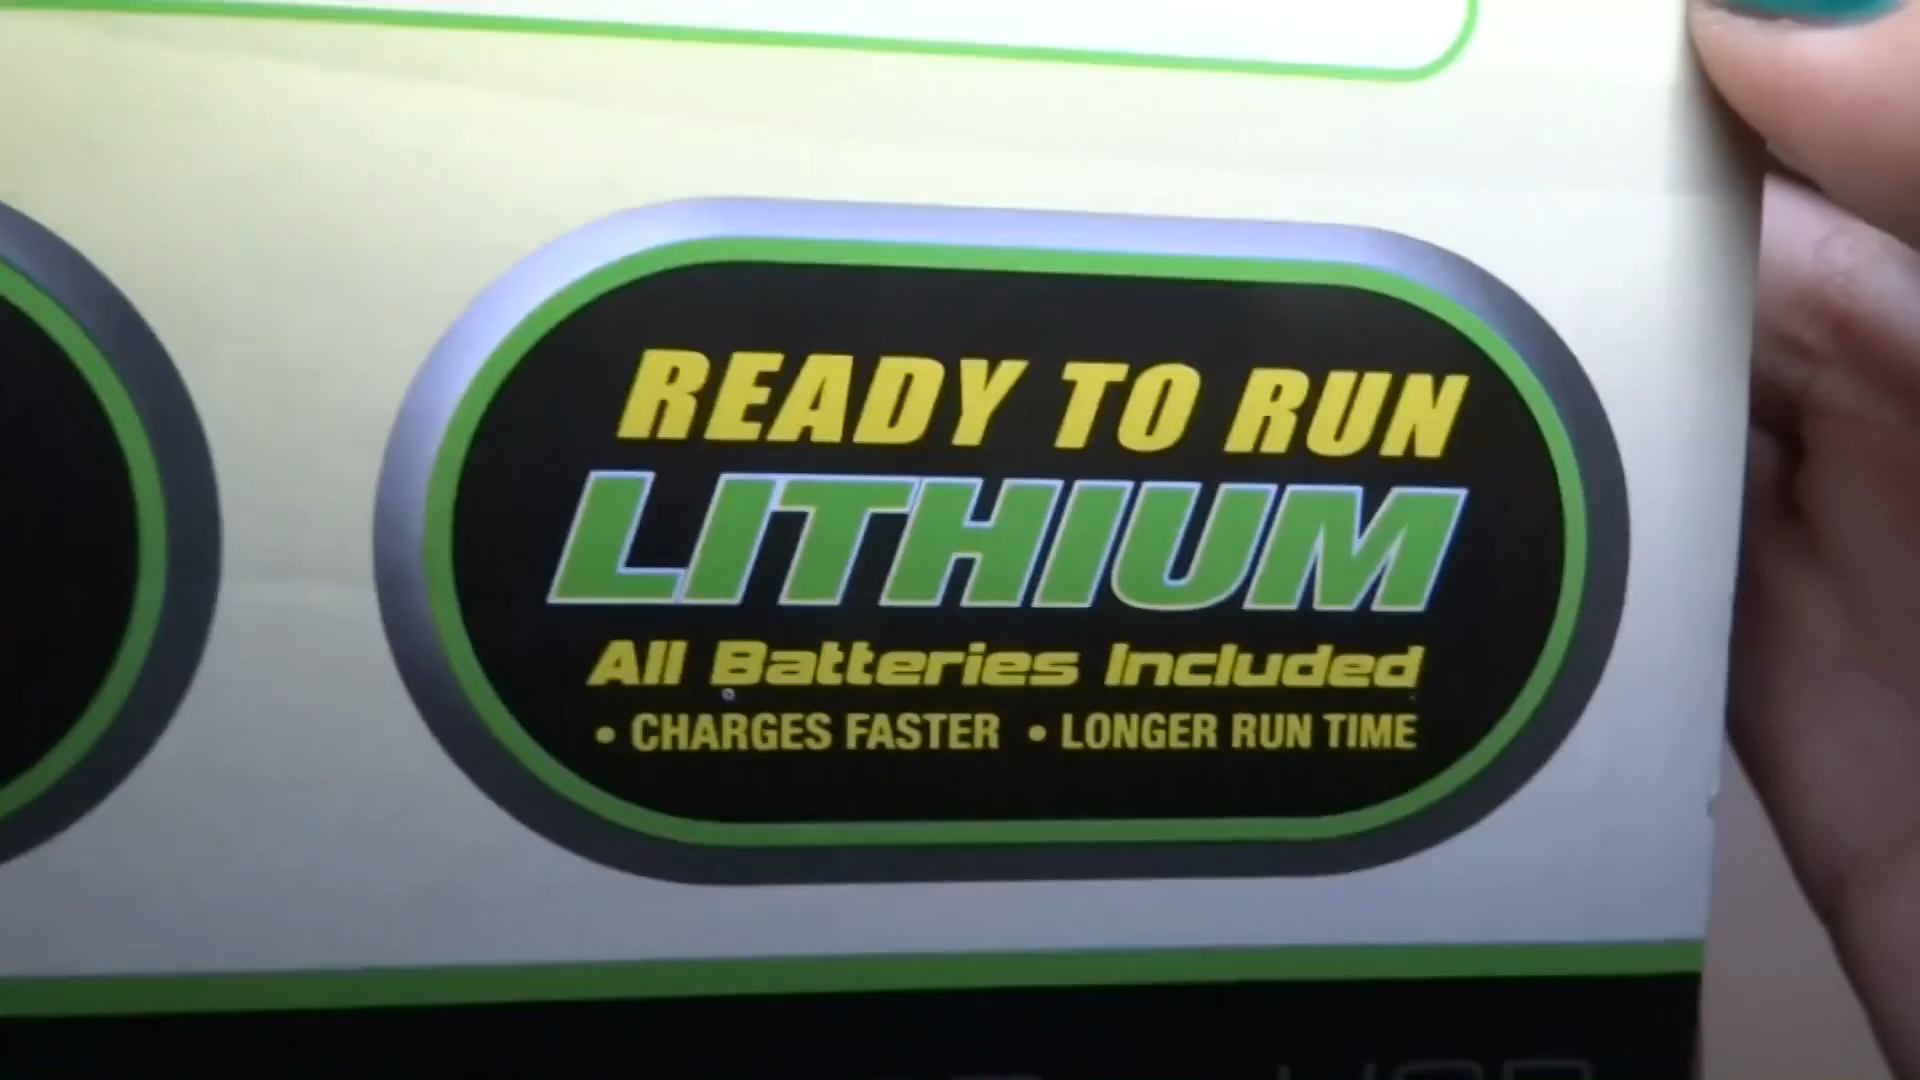 READY TO RUN
LITHIUM
All Batteries Included
• CHARGES FASTER • LONGER RUN TIME